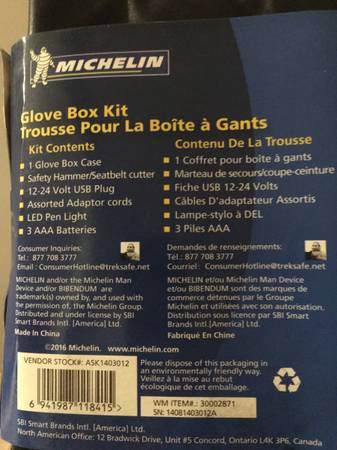 MICHELIN
Glove Box Kit
Trousse Pour La Boîte à Gants
Kit Contents
1 Glove Box Case
Safety Hammer/Seatbelt cutter
12-24 Volt USB Plug
Assorted Adaptor cords
LED Pen Light
3 AAA Batteries
Contenu De La Trousse
1 Coffret pour boîte à gants
Marteau de secours/coupe-ceinture
Fiche USB 12-24 Volts
Câbles D'adaptateur Assortis
Lampe-stylo à DEL
3 Piles AAA
Consumer Inquiries:
Tel.: 877 708 3777
Email : ConsumerHotline@treksafe.net
Demandes de renseignements:
Tél.: 877 708 3777
Courriel : ConsumerHotline@treksafe.net
MICHELIN and/or the Michelin Man
Device and/or BIBENDUM are
trademark(s) owned by, and used with
the permission of, the Michelin Group.
Distributed and under license by SBI
Smart Brands Intl. [America] Ltd.
Made In China
MICHELIN et/ou Michelin Man Device
et/ou BIBENDUM sont des marques de
commerce détenues par le Groupe
Michelin et utilisées avec son autorisation.
Distribution sous licence par SBI Smart
Brands Intl. [America] Ltd.
Fabriqué En China
©2016 Michelin. www.michelin.com
VENDOR STOCK#: ASK1403012
6 941987 118415
Please dispose of this packaging in
an environmentally friendly way.
Veillez à la mise au rebut
écologique de cet emballage.
WM ITEM#.: 30002871
SN: 14081403012A
SBI Smart Brands Intl. [America] Ltd.
North American Office: 12 Bradwick Drive, Unit #5 Concord, Ontario L4K 3P6, Canada